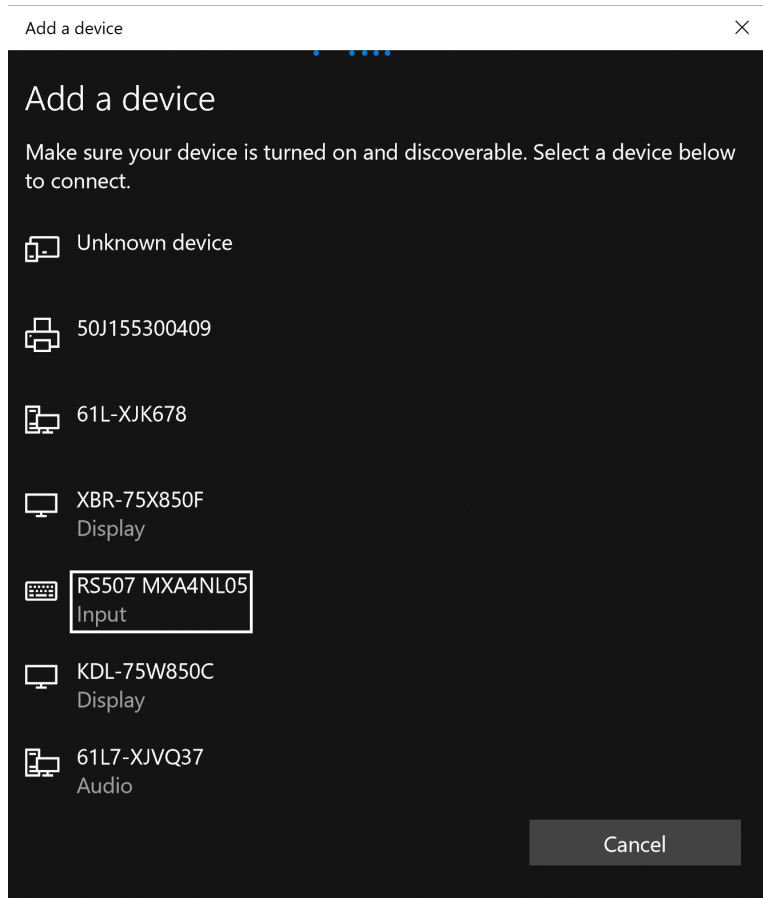 Add a device
Add a device
Make sure your device is turned on and discoverable. Select a device below
to connect.
Unknown device
50J155300409
61L-XJK678
XBR-75X850F
Display
RS507 MXA4NL05
Input
KDL-75W850C
Display
61L7-XJVQ37
Audio
Cancel